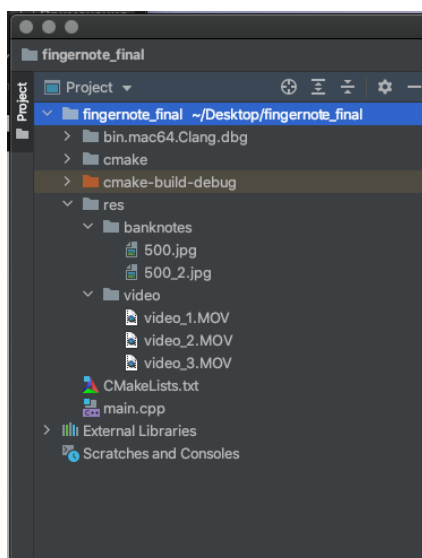 fingernote_final
Project
Project
fingernote_final ~/Desktop/fingernote_final
bin.mac64.Clang.dbg
cmake
cmake-build-debug
res
banknotes
500.jpg
500_2.jpg
video
video_1.MOV
video_2.MOV
video_3.MOV
CMakeLists.txt
main.cpp
External Libraries
Scratches and Consoles